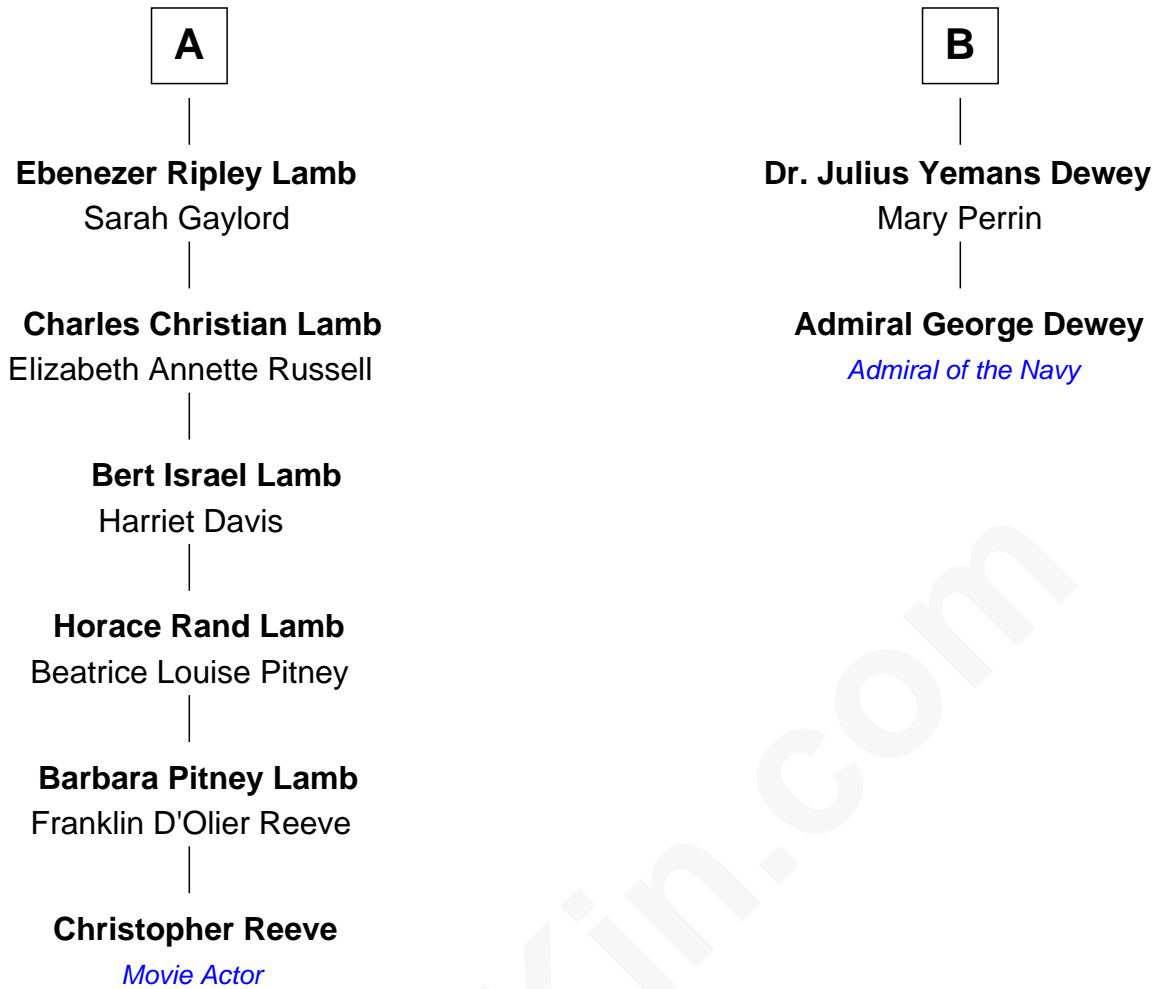 A
Ebenezer Ripley Lamb
Sarah Gaylord
Charles Christian Lamb
Elizabeth Annette Russell
Bert Israel Lamb
Harriet Davis
Horace Rand Lamb
Beatrice Louise Pitney
Barbara Pitney Lamb
Franklin D'Olier Reeve
Christopher Reeve
Movie Actor
B
Dr. Julius Yemans Dewey
Mary Perrin
Admiral George Dewey
Admiral of the Navy
Kin.com